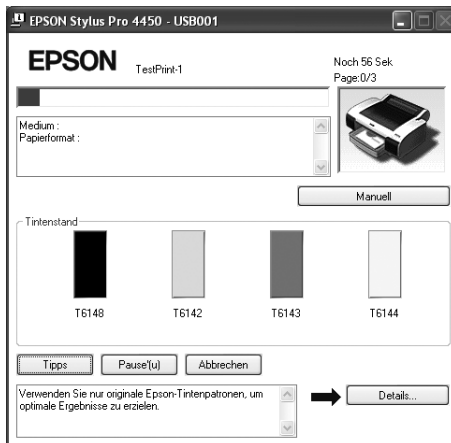 EPSON Stylus Pro 4450 - USB001
EPSON
TestPrint-1
Noch 56 Sek
Page:0/3
Medium :
Papierformat :
Manuell
Tintenstand
T6148
T6142
T6143
T6144
Tipps
Pause'(u)
Abbrechen
Verwenden Sie nur originale Epson-Tintenpatronen, um
optimale Ergebnisse zu erzielen.
Details...